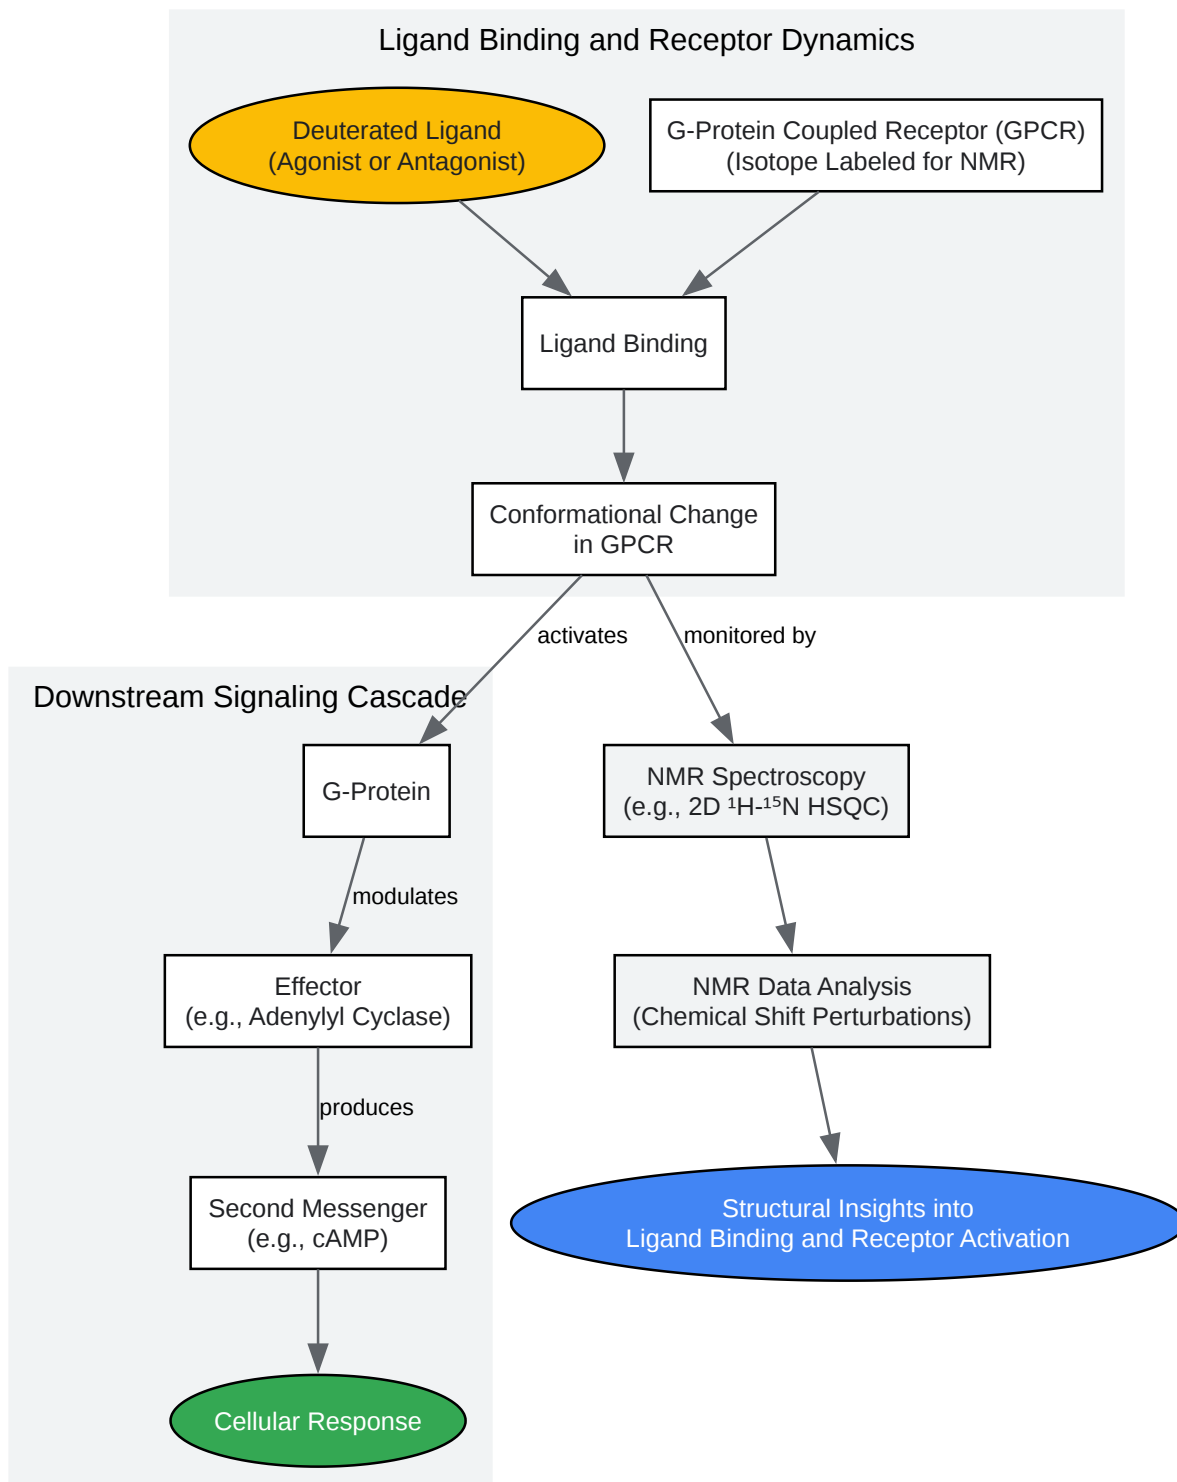 Ligand Binding and Receptor Dynamics
Deuterated Ligand
(Agonist or Antagonist)
G-Protein Coupled Receptor (GPCR)
(Isotope Labeled for NMR)
Ligand Binding
Conformational Change
in GPCR
activates
monitored by
Downstream Signaling Cascade
G-Protein
NMR Spectroscopy
(e.g., 2D ¹H-¹⁵N HSQC)
modulates
Effector
(e.g., Adenylyl Cyclase)
NMR Data Analysis
(Chemical Shift Perturbations)
produces
Second Messenger
(e.g., cAMP)
Structural Insights into
Ligand Binding and Receptor Activation
Cellular Response